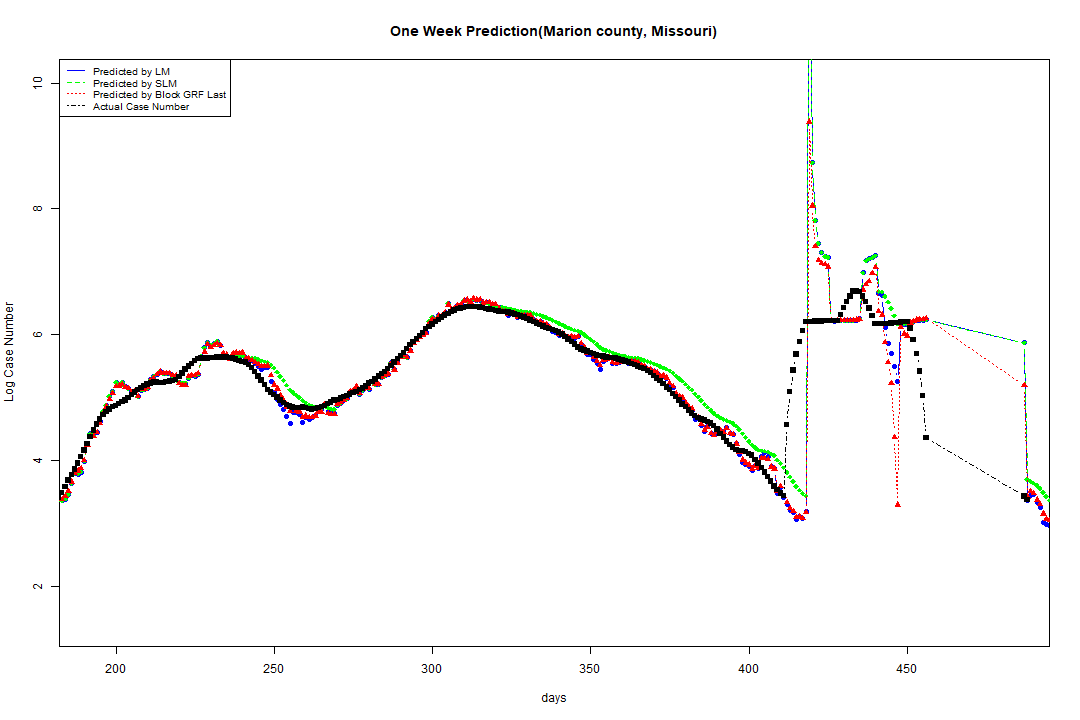 One Week Prediction(Marion county, Missouri)
Predicted by LM
Predicted by SLM
Predicted by Block GRF Last
Actual Case Number
10
8
6
4
2
Log Case Number
200 250 300 350 400 450
days